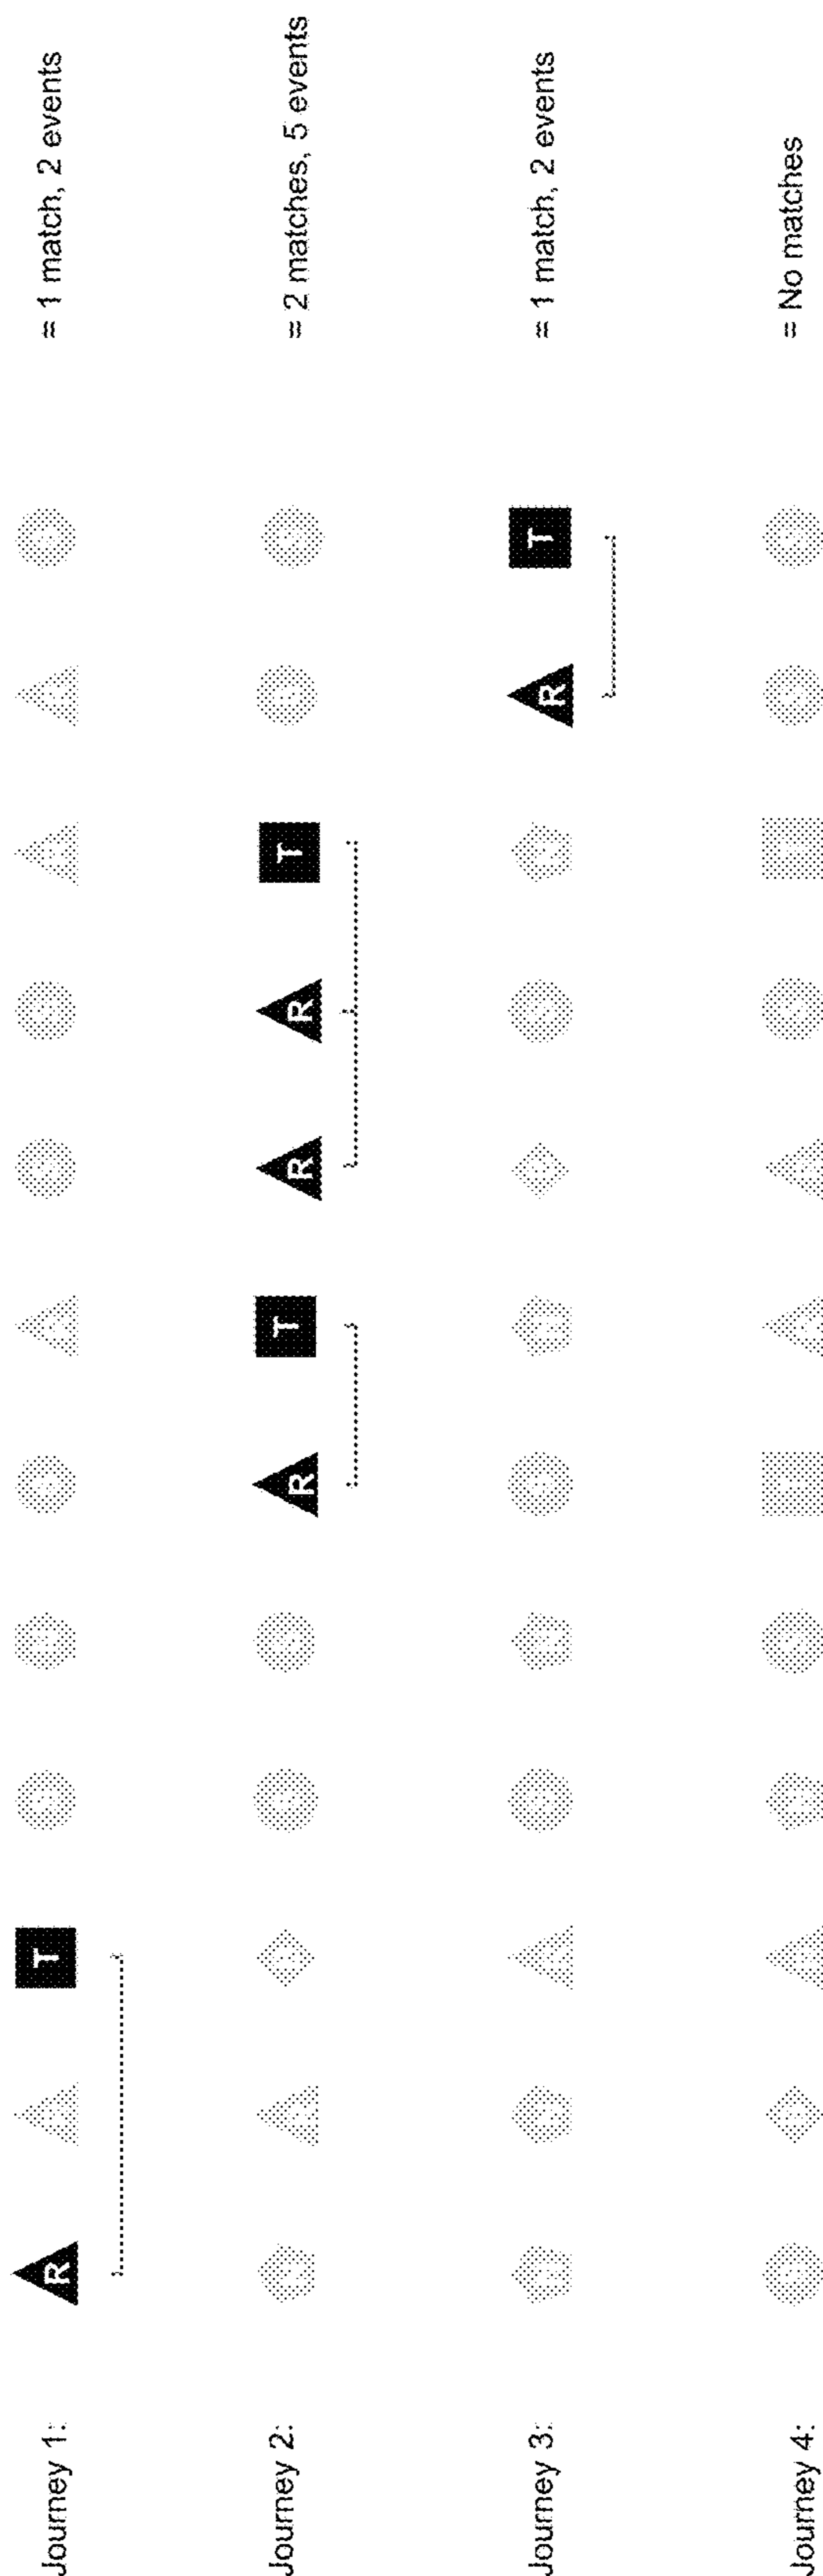 Journey 1: R T = 1 match, 2 events
Journey 2: R T R R T = 2 matches, 5 events
Journey 3: R T = 1 match, 2 events
Journey 4: = No matches